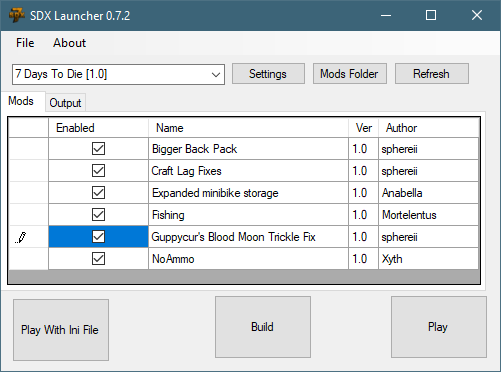 SDX Launcher 0.7.2
File About
7 Days To Die [1.0] Settings Mods Folder Refresh
Mods Output
Enabled Name Ver Author
Bigger Back Pack 1.0 sphereii
Craft Lag Fixes 1.0 sphereii
Expanded minibike storage 1.0 Anabella
Fishing 1.0 Mortelentus
Guppycur's Blood Moon Trickle Fix 1.0 sphereii
NoAmmo 1.0 Xyth
Play With Ini File Build Play